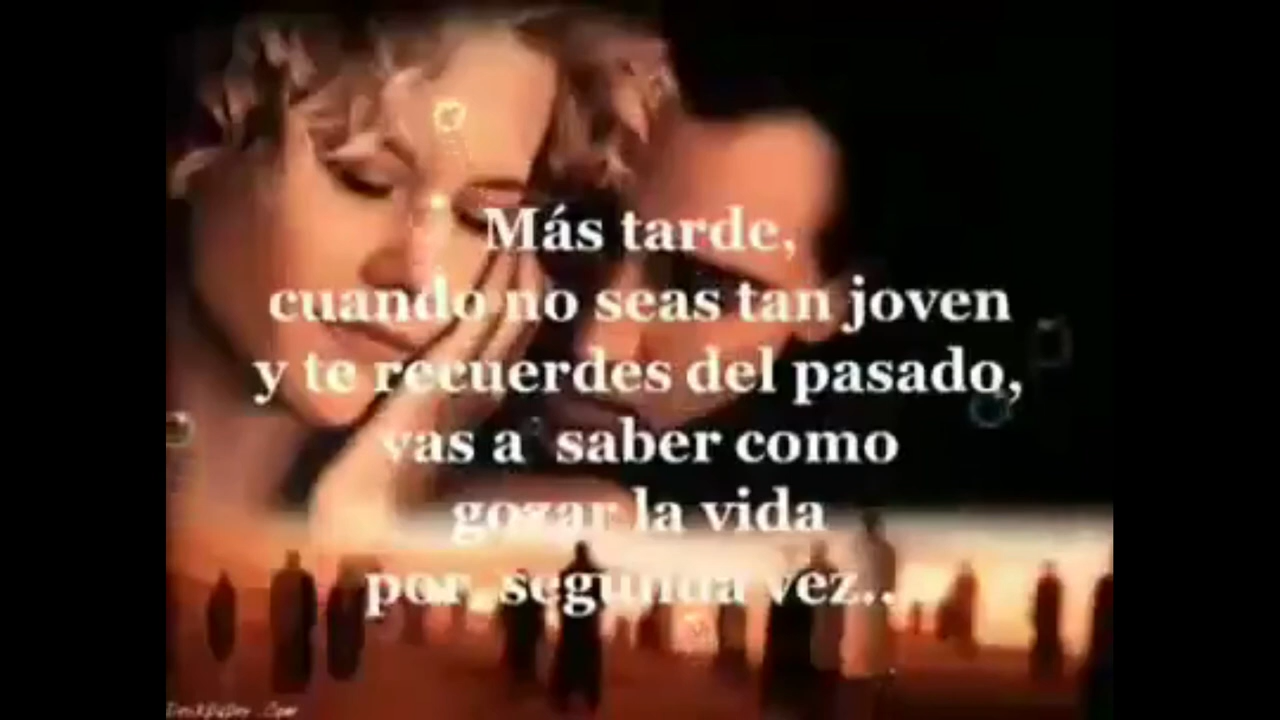 Más tarde,
cuando no seas tan joven
y te recuerdes del pasado,
vas a saber como
gozar la vida
por segunda vez..